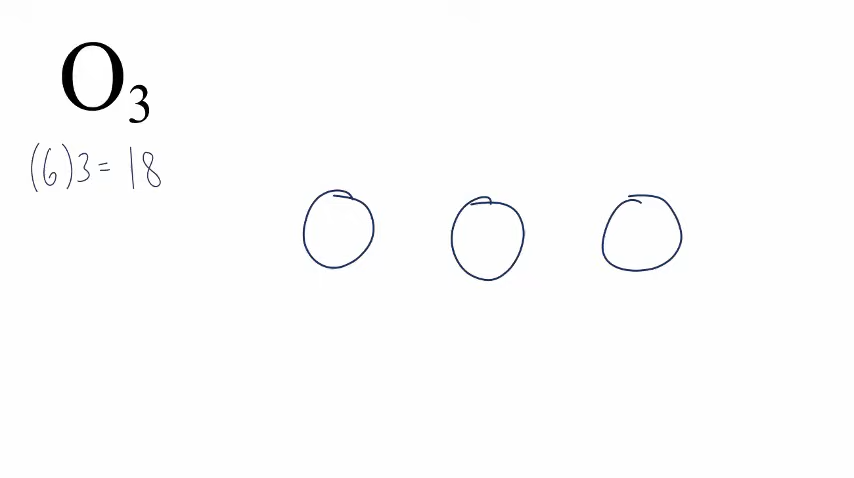 O₃
(6)3 = 18
O O O